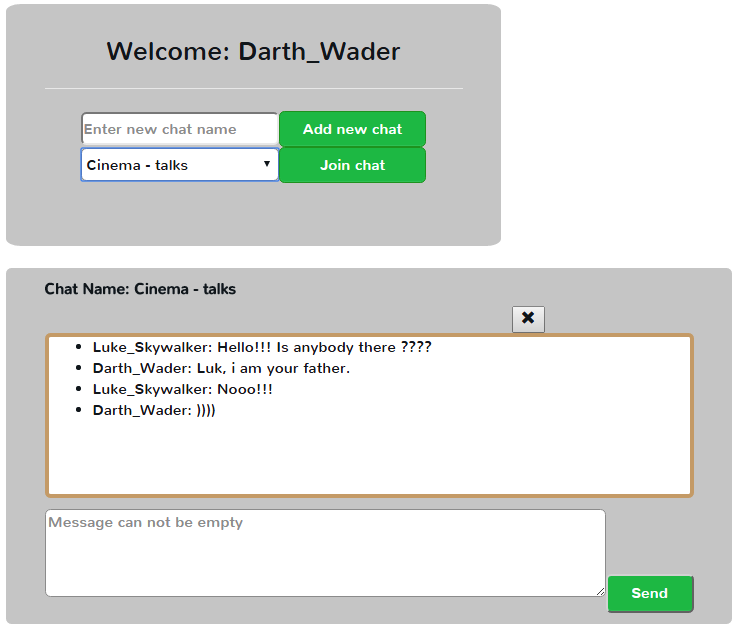 Welcome: Darth_Wader
Enter new chat name
Add new chat
Cinema - talks
Join chat
Chat Name: Cinema - talks
Luke_Skywalker: Hello!!! Is anybody there ????
Darth_Wader: Luk, i am your father.
Luke_Skywalker: Nooo!!!
Darth_Wader: ))))
Message can not be empty
Send